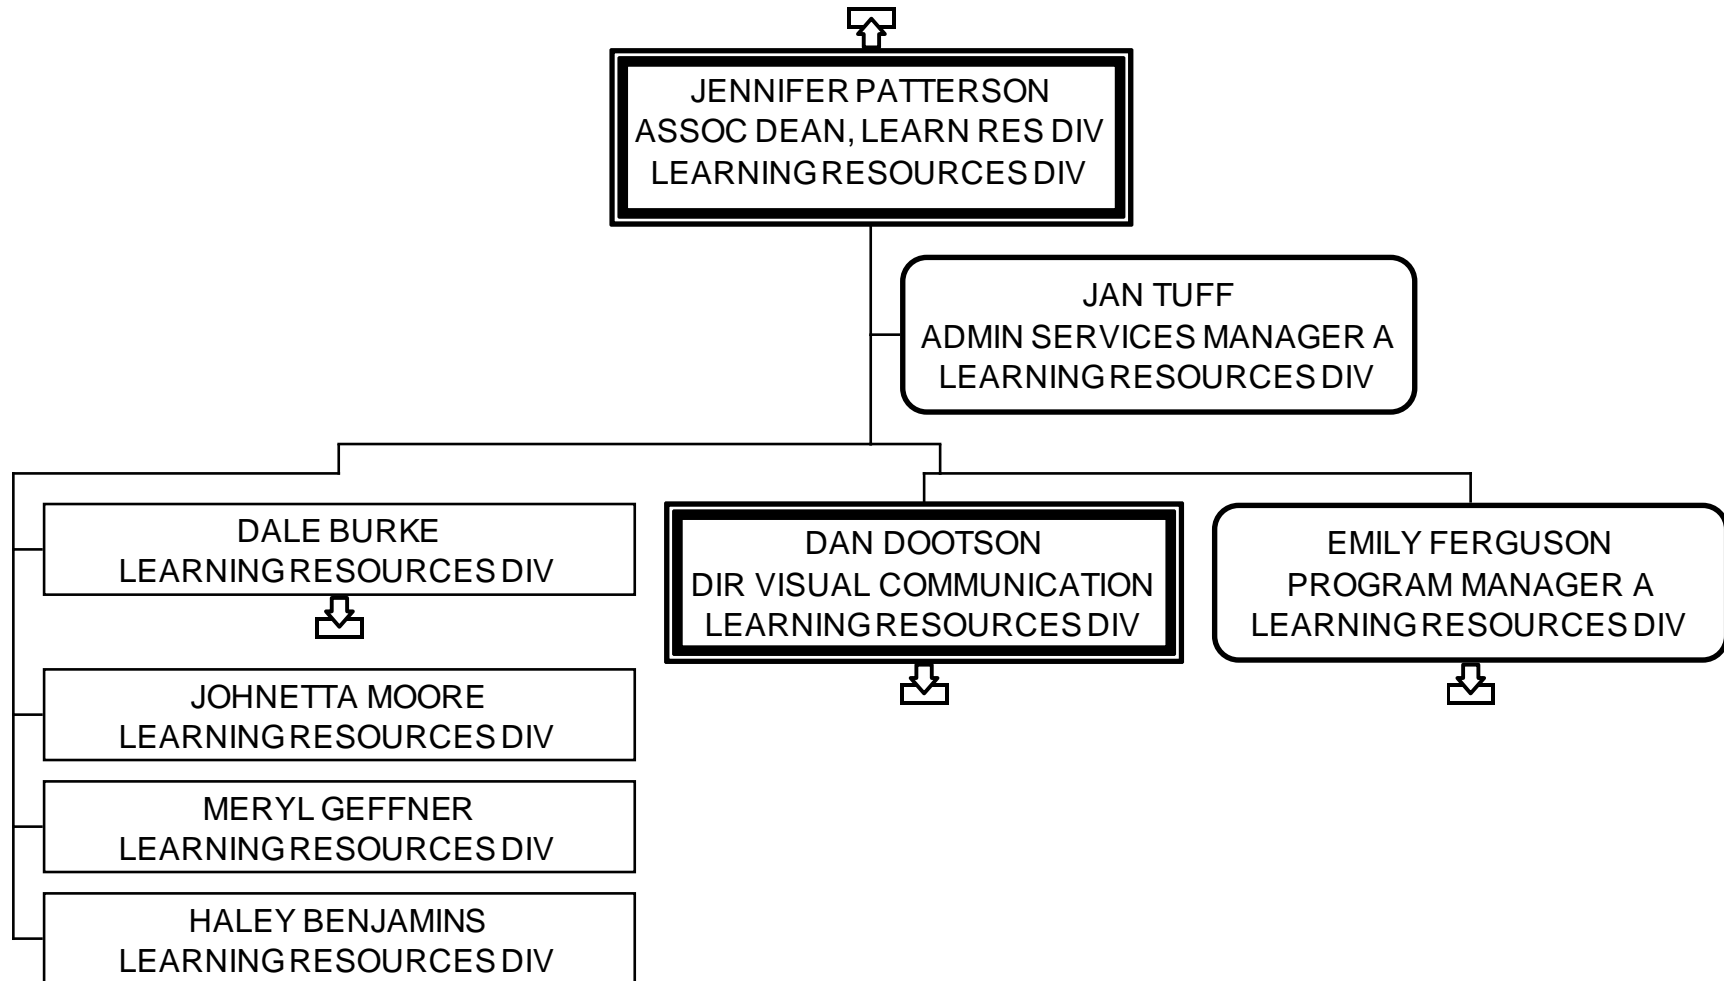 JENNIFER PATTERSON
ASSOC DEAN, LEARN RES DIV
LEARNING RESOURCES DIV
JAN TUFF
ADMIN SERVICES MANAGER A
LEARNING RESOURCES DIV
DALE BURKE
LEARNING RESOURCES DIV
DAN DOOTSON
DIR VISUAL COMMUNICATION
LEARNING RESOURCES DIV
EMILY FERGUSON
PROGRAM MANAGER A
LEARNING RESOURCES DIV
JOHNETTA MOORE
LEARNING RESOURCES DIV
MERYL GEFFNER
LEARNING RESOURCES DIV
HALEY BENJAMINS
LEARNING RESOURCES DIV